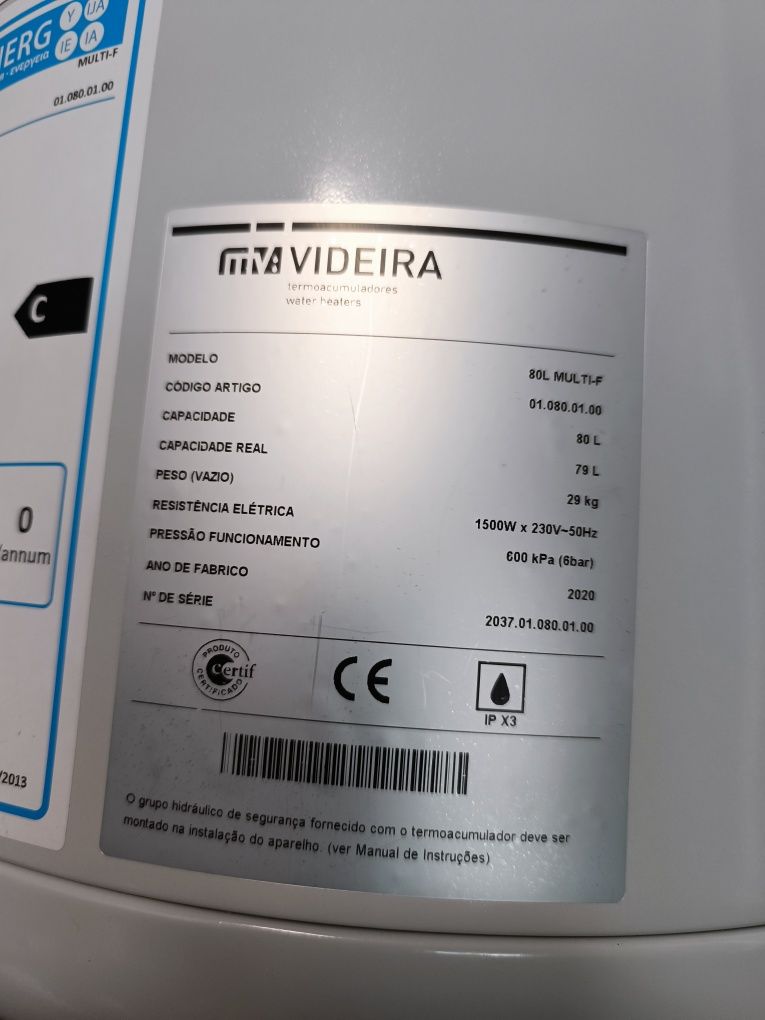 Y IJA
IE IA
MULTI-F
01.080.01.00
C
0
/annum
/2013
VIDEIRA
termoacumuladores
water heaters
MODELO 80L MULTI-F
CÓDIGO ARTIGO 01.080.01.00
CAPACIDADE 80 L
CAPACIDADE REAL 79 L
PESO (VAZIO) 29 kg
RESISTÊNCIA ELÉTRICA 1500W x 230V~50Hz
PRESSÃO FUNCIONAMENTO 600 kPa (6bar)
ANO DE FABRICO 2020
Nº DE SÉRIE 2037.01.080.01.00
PRODUTO
Certif
CERTIFICADO
CE
IP X3
O grupo hidráulico de segurança fornecido com o termoacumulador deve ser
montado na instalação do aparelho. (ver Manual de Instruções)